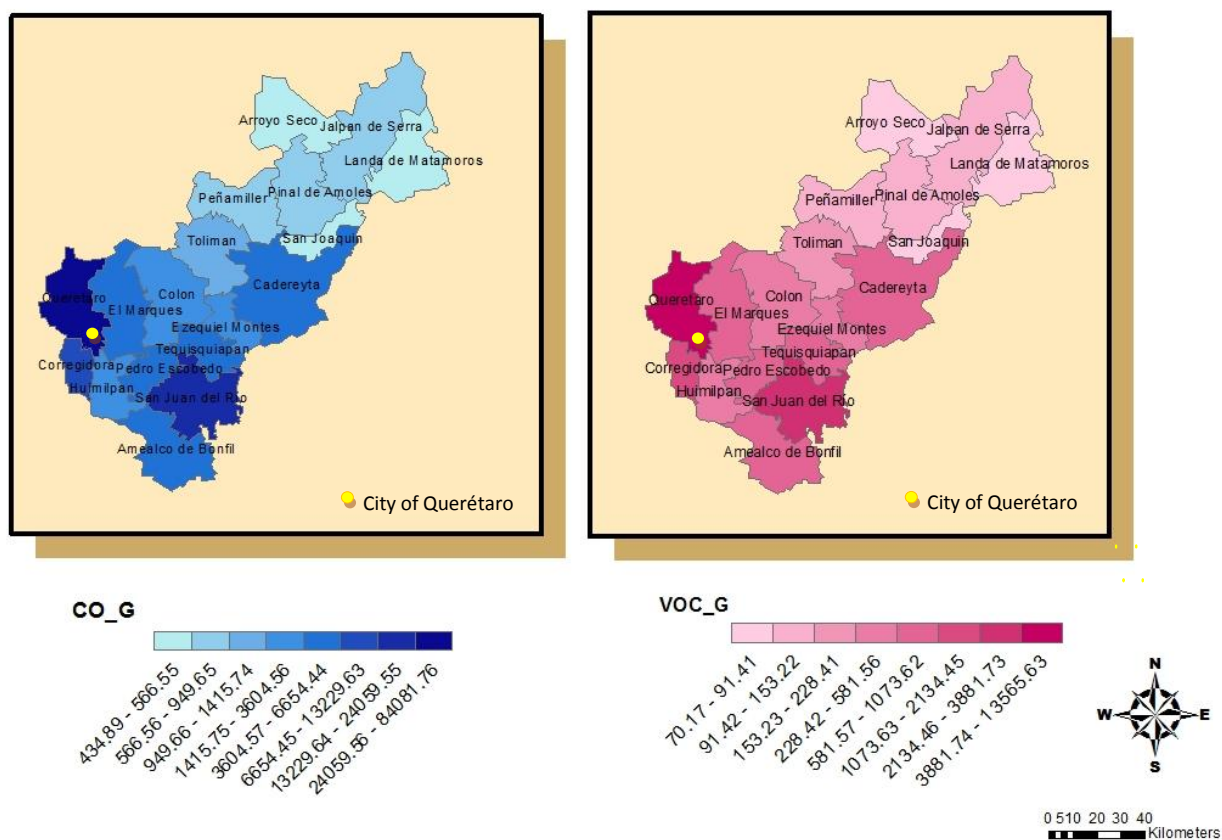 Arroyo Seco
Jalpan de Serra
Landa de Matamoros
Pinal de Amoles
Peñamiller
Toliman
San Joaquin
Cadereyta
Colon
Querétaro
El Marques
Ezequiel Montes
Tequisquiapan
Corregidora
Pedro Escobedo
Huimilpan
San Juan del Río
Amealco de Bonfil
City of Querétaro
Arroyo Seco
Jalpan de Serra
Landa de Matamoros
Pinal de Amoles
Peñamiller
Toliman
San Joaquin
Cadereyta
Colon
Querétaro
El Marques
Ezequiel Montes
Tequisquiapan
Corregidora
Pedro Escobedo
Huimilpan
San Juan del Río
Amealco de Bonfil
City of Querétaro
CO_G
434.89 - 566.55
566.56 - 949.65
949.66 - 1415.74
1415.75 - 3604.56
3604.57 - 6654.44
6654.45 - 13229.63
13229.64 - 24059.55
24059.56 - 84081.76
VOC_G
70.17 - 91.41
91.42 - 153.22
153.23 - 228.41
228.42 - 581.56
581.57 - 1073.62
1073.63 - 2134.45
2134.46 - 3881.73
3881.74 - 13565.63
N
W E
S
0 5 10 20 30 40
Kilometers